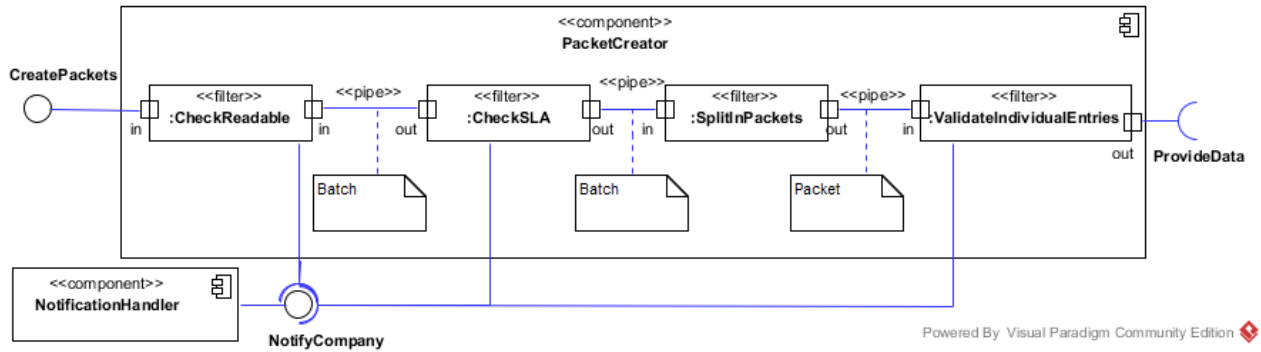 <<component>>
PacketCreator
CreatePackets
<<filter>>
:CheckReadable
in
in
<<pipe>>
<<filter>>
:CheckSLA
out
out
<<pipe>>
<<filter>>
:SplitInPackets
in
out
<<pipe>>
<<filter>>
:ValidateIndividualEntries
in
out
ProvideData
Batch
Batch
Packet
<<component>>
NotificationHandler
NotifyCompany
Powered By Visual Paradigm Community Edition